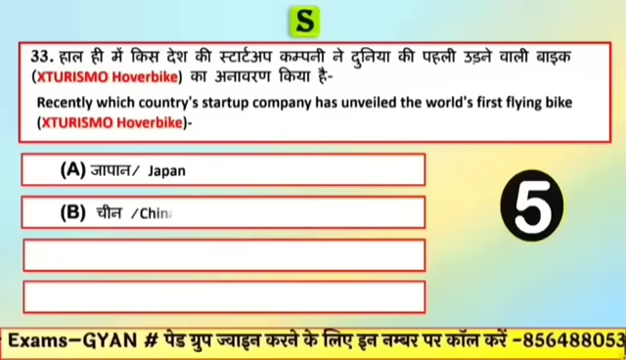 S
33. हाल ही में किस देश की स्टार्टअप कम्पनी ने दुनिया की पहली उड़ने वाली बाइक
(XTURISMO Hoverbike) का अनावरण किया है-
Recently which country's startup company has unveiled the world's first flying bike
(XTURISMO Hoverbike)-
(A) जापान/ Japan
(B) चीन /Chin
5
Exams-GYAN # पेड ग्रुप ज्वाइन करने के लिए इन नम्बर पर कॉल करें -856488053